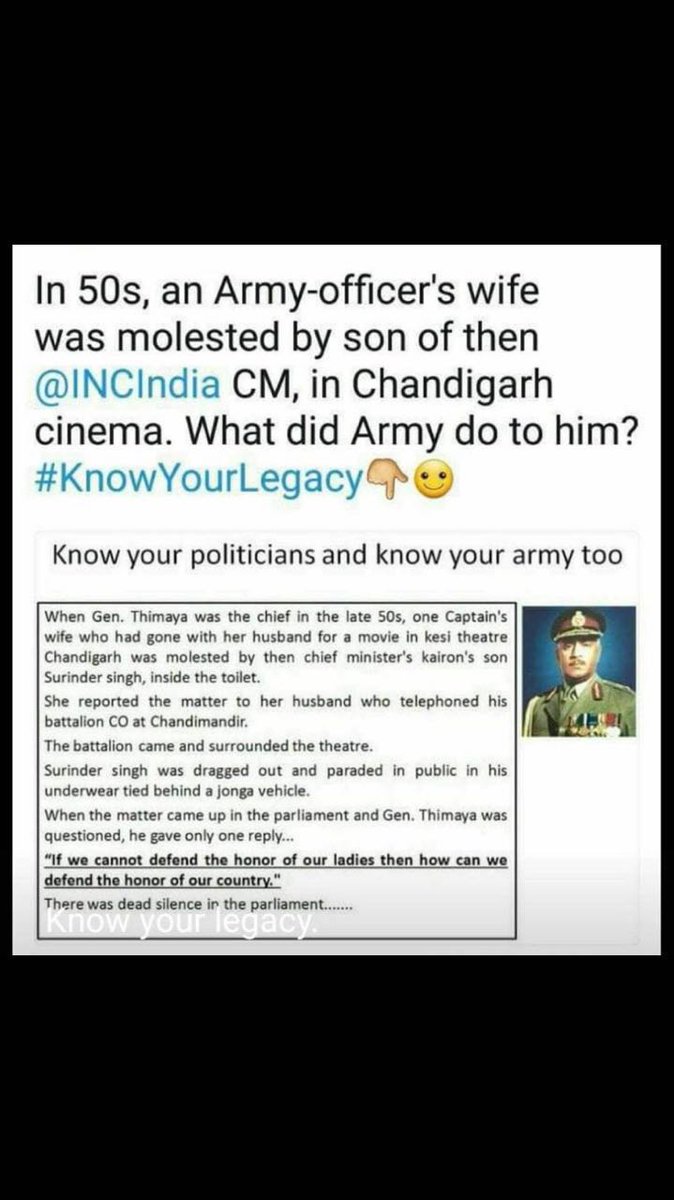 In 50s, an Army-officer's wife
was molested by son of then
@INCIndia CM, in Chandigarh
cinema. What did Army do to him?
#KnowYourLegacy👇🙂
Know your politicians and know your army too
When Gen. Thimaya was the chief in the late 50s, one Captain's
wife who had gone with her husband for a movie in kesi theatre
Chandigarh was molested by then chief minister's kairon's son
Surinder singh, inside the toilet.
She reported the matter to her husband who telephoned his
battalion CO at Chandimandir.
The battalion came and surrounded the theatre.
Surinder singh was dragged out and paraded in public in his
underwear tied behind a jonga vehicle.
When the matter came up in the parliament and Gen. Thimaya was
questioned, he gave only one reply...
"If we cannot defend the honor of our ladies then how can we
defend the honor of our country."
There was dead silence in the parliament.......
Know your legacy.